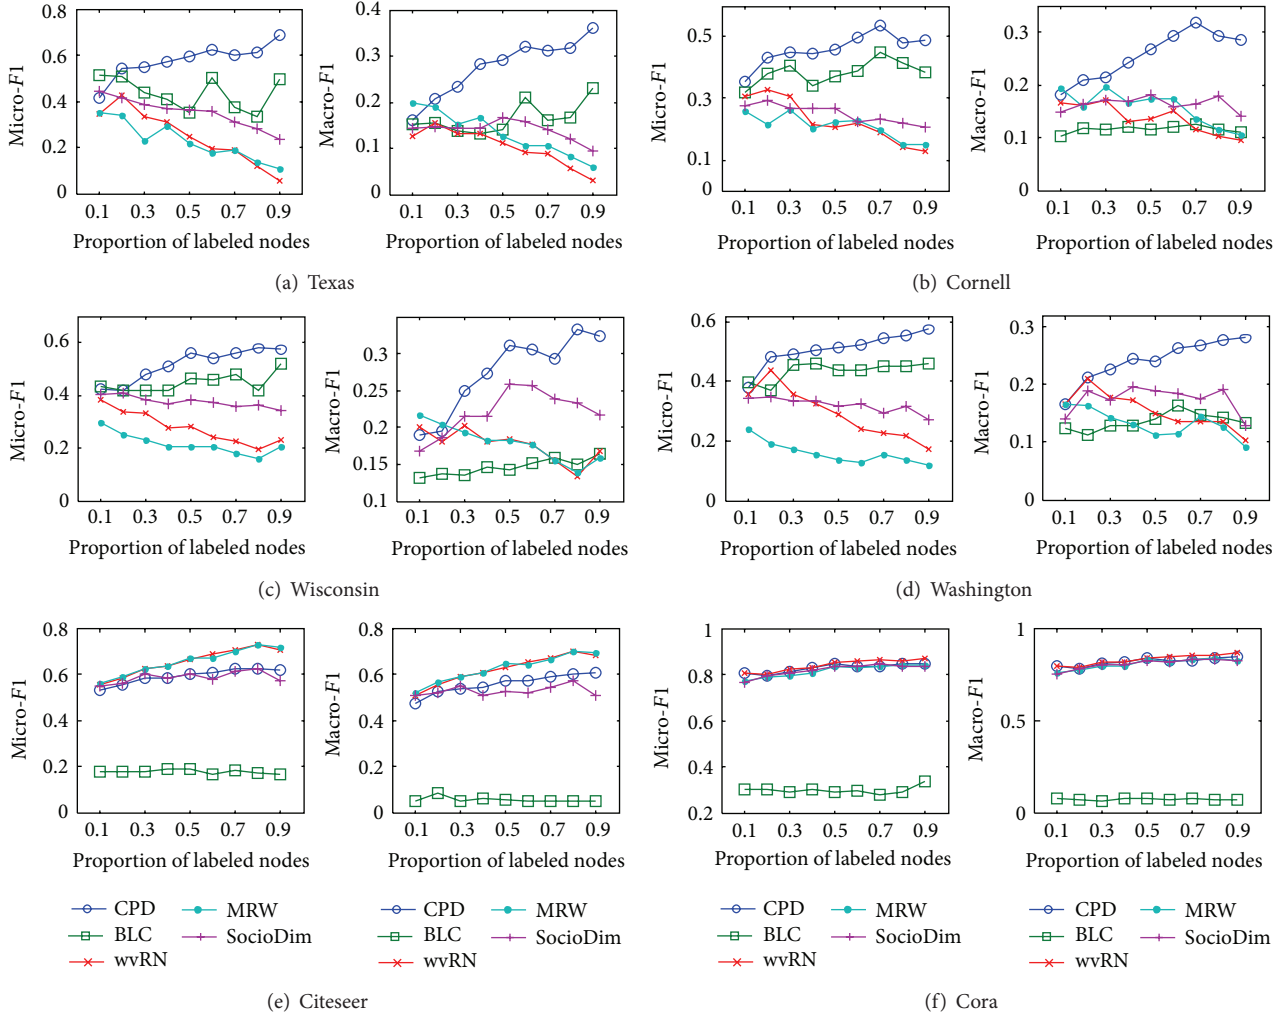 0.8
0.6
0.4
0.2
0
Micro-F1
0.1 0.3 0.5 0.7 0.9
Proportion of labeled nodes
0.4
0.3
0.2
0.1
0
Macro-F1
0.1 0.3 0.5 0.7 0.9
Proportion of labeled nodes
(a) Texas
0.5
0.3
0.1
0
Micro-F1
0.1 0.3 0.5 0.7 0.9
Proportion of labeled nodes
0.3
0.2
0.1
0
Macro-F1
0.1 0.3 0.5 0.7 0.9
Proportion of labeled nodes
(b) Cornell
0.6
0.4
0.2
0
Micro-F1
0.1 0.3 0.5 0.7 0.9
Proportion of labeled nodes
0.3
0.25
0.2
0.15
0.1
Macro-F1
0.1 0.3 0.5 0.7 0.9
Proportion of labeled nodes
(c) Wisconsin
0.6
0.4
0.2
0
Micro-F1
0.1 0.3 0.5 0.7 0.9
Proportion of labeled nodes
0.3
0.2
0.1
0
Macro-F1
0.1 0.3 0.5 0.7 0.9
Proportion of labeled nodes
(d) Washington
0.8
0.6
0.4
0.2
0
Micro-F1
0.1 0.3 0.5 0.7 0.9
Proportion of labeled nodes
0.8
0.6
0.4
0.2
0
Macro-F1
0.1 0.3 0.5 0.7 0.9
Proportion of labeled nodes
CPD MRW
BLC SocioDim
wvRN
CPD MRW
BLC SocioDim
wvRN
(e) Citeseer
1
0.8
0.6
0.4
0.2
Micro-F1
0.1 0.3 0.5 0.7 0.9
Proportion of labeled nodes
1
0.5
0
Macro-F1
0.1 0.3 0.5 0.7 0.9
Proportion of labeled nodes
CPD MRW
BLC SocioDim
wvRN
CPD MRW
BLC SocioDim
wvRN
(f) Cora